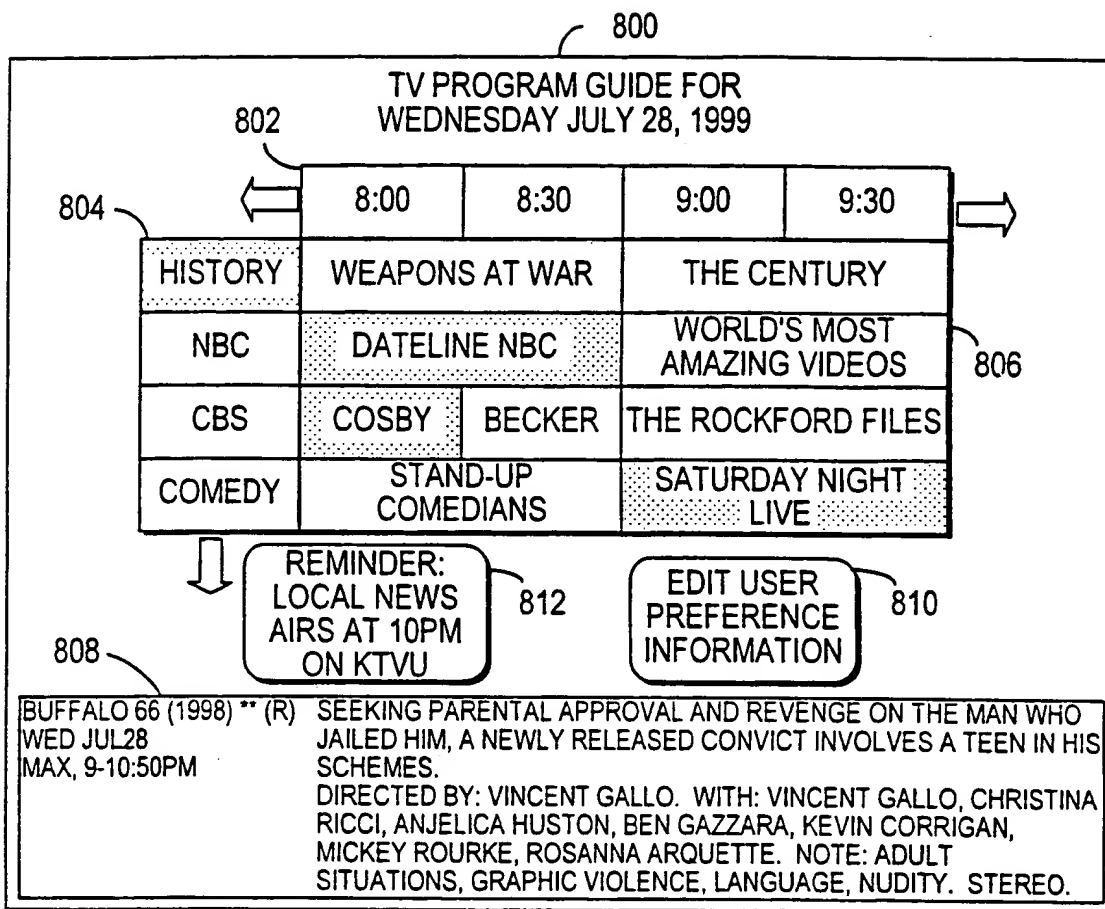 800
TV PROGRAM GUIDE FOR
WEDNESDAY JULY 28, 1999
802
8:00 8:30 9:00 9:30
804
HISTORY WEAPONS AT WAR THE CENTURY
NBC DATELINE NBC WORLD'S MOST
AMAZING VIDEOS
806
CBS COSBY BECKER THE ROCKFORD FILES
COMEDY STAND-UP
COMEDIANS
SATURDAY NIGHT
LIVE
REMINDER:
LOCAL NEWS
AIRS AT 10PM
ON KTVU
812
EDIT USER
PREFERENCE
INFORMATION
810
808
BUFFALO 66 (1998) ** (R)
WED JUL28
MAX, 9-10:50PM
SEEKING PARENTAL APPROVAL AND REVENGE ON THE MAN WHO
JAILED HIM, A NEWLY RELEASED CONVICT INVOLVES A TEEN IN HIS
SCHEMES.
DIRECTED BY: VINCENT GALLO. WITH: VINCENT GALLO, CHRISTINA
RICCI, ANJELICA HUSTON, BEN GAZZARA, KEVIN CORRIGAN,
MICKEY ROURKE, ROSANNA ARQUETTE. NOTE: ADULT
SITUATIONS, GRAPHIC VIOLENCE, LANGUAGE, NUDITY. STEREO.